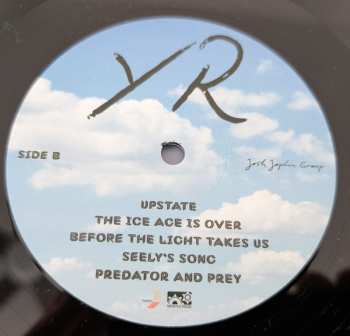 YR
SIDE B
Josh Joplin Group
UPSTATE
THE ICE AGE IS OVER
BEFORE THE LIGHT TAKES US
SEELY'S SONG
PREDATOR AND PREY